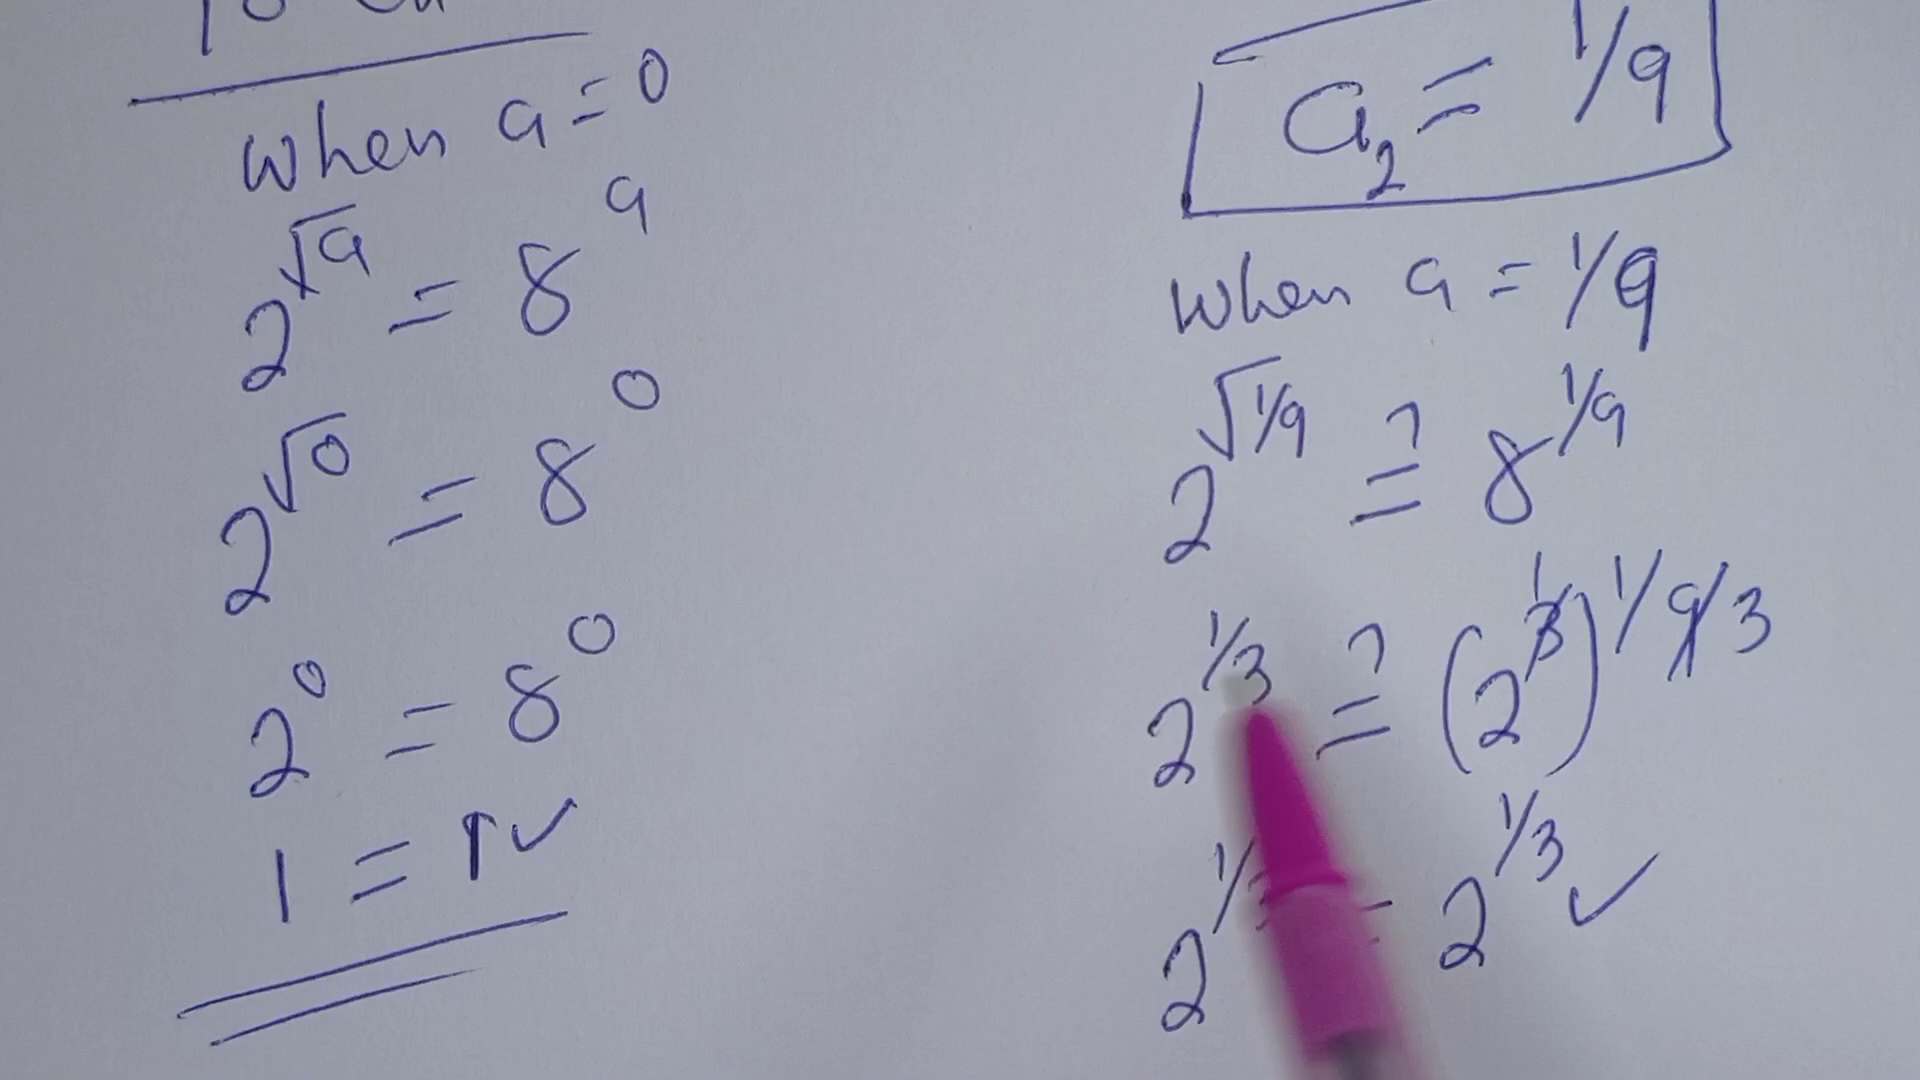 when a = 0
2^√a = 8^a
2^√0 = 8^0
2^0 = 8^0
1 = 1 ✓
a₂ = 1/9
when a = 1/9
2^√1/9 ≟ 8^1/9
2^1/3 ≟ (2^3̸ 1)^1/9̸ 3
2^1/3 = 2^1/3 ✓